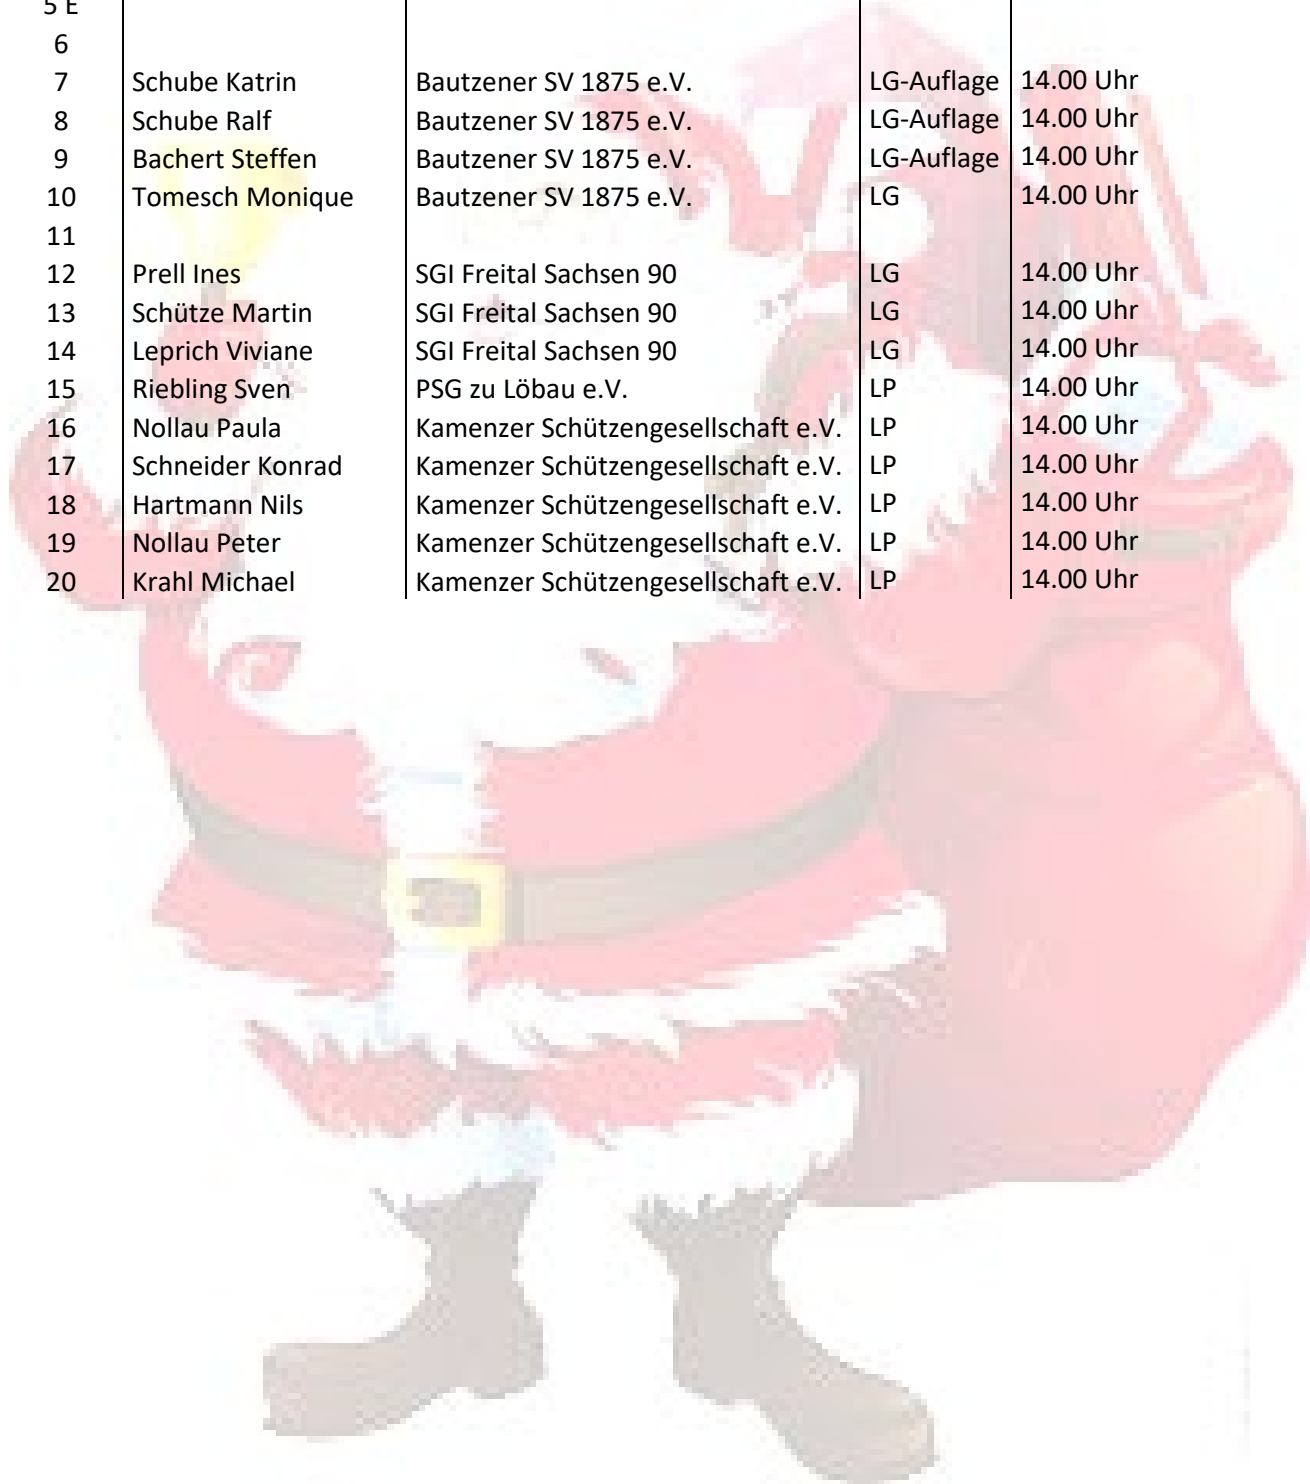 5 E
6
7 Schube Katrin Bautzener SV 1875 e.V. LG-Auflage 14.00 Uhr
8 Schube Ralf Bautzener SV 1875 e.V. LG-Auflage 14.00 Uhr
9 Bachert Steffen Bautzener SV 1875 e.V. LG-Auflage 14.00 Uhr
10 Tomesch Monique Bautzener SV 1875 e.V. LG 14.00 Uhr
11
12 Prell Ines SGI Freital Sachsen 90 LG 14.00 Uhr
13 Schütze Martin SGI Freital Sachsen 90 LG 14.00 Uhr
14 Leprich Viviane SGI Freital Sachsen 90 LG 14.00 Uhr
15 Riebling Sven PSG zu Löbau e.V. LP 14.00 Uhr
16 Nollau Paula Kamenzer Schützengesellschaft e.V. LP 14.00 Uhr
17 Schneider Konrad Kamenzer Schützengesellschaft e.V. LP 14.00 Uhr
18 Hartmann Nils Kamenzer Schützengesellschaft e.V. LP 14.00 Uhr
19 Nollau Peter Kamenzer Schützengesellschaft e.V. LP 14.00 Uhr
20 Krahl Michael Kamenzer Schützengesellschaft e.V. LP 14.00 Uhr